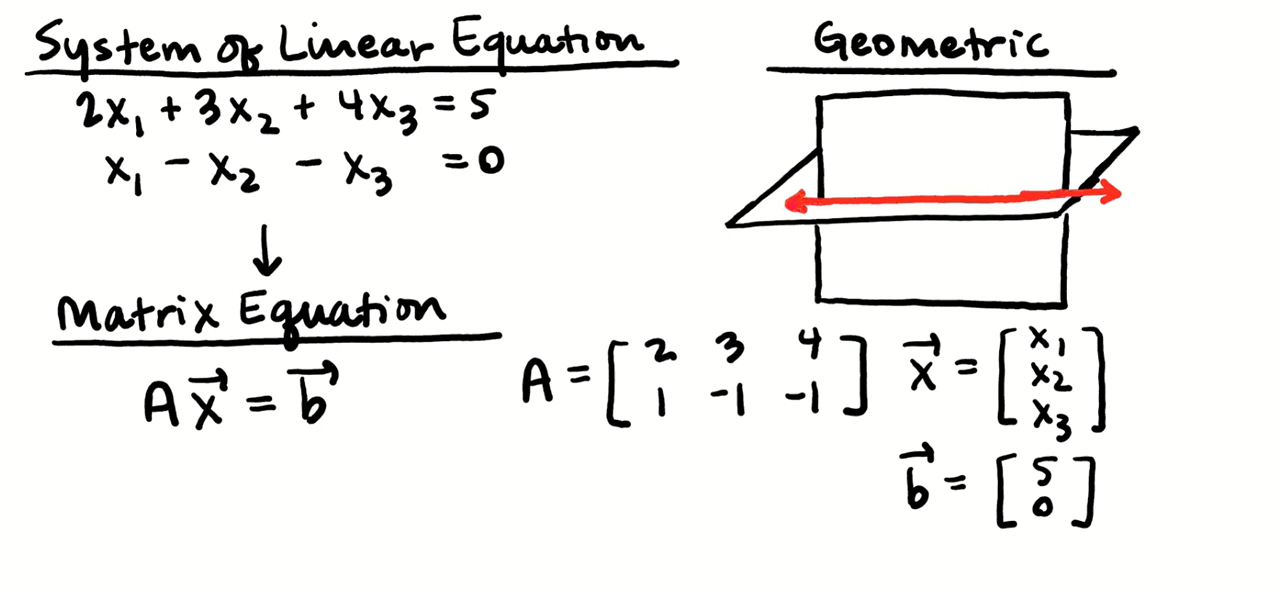 System of Linear Equation
2x₁ + 3x₂ + 4x₃ = 5
x₁ - x₂ - x₃ = 0
↓
Matrix Equation
Ax⃗ = b⃗
Geometric
A = [2 3 4
1 -1 -1]
x⃗ = [x₁
x₂
x₃]
b⃗ = [5
0]